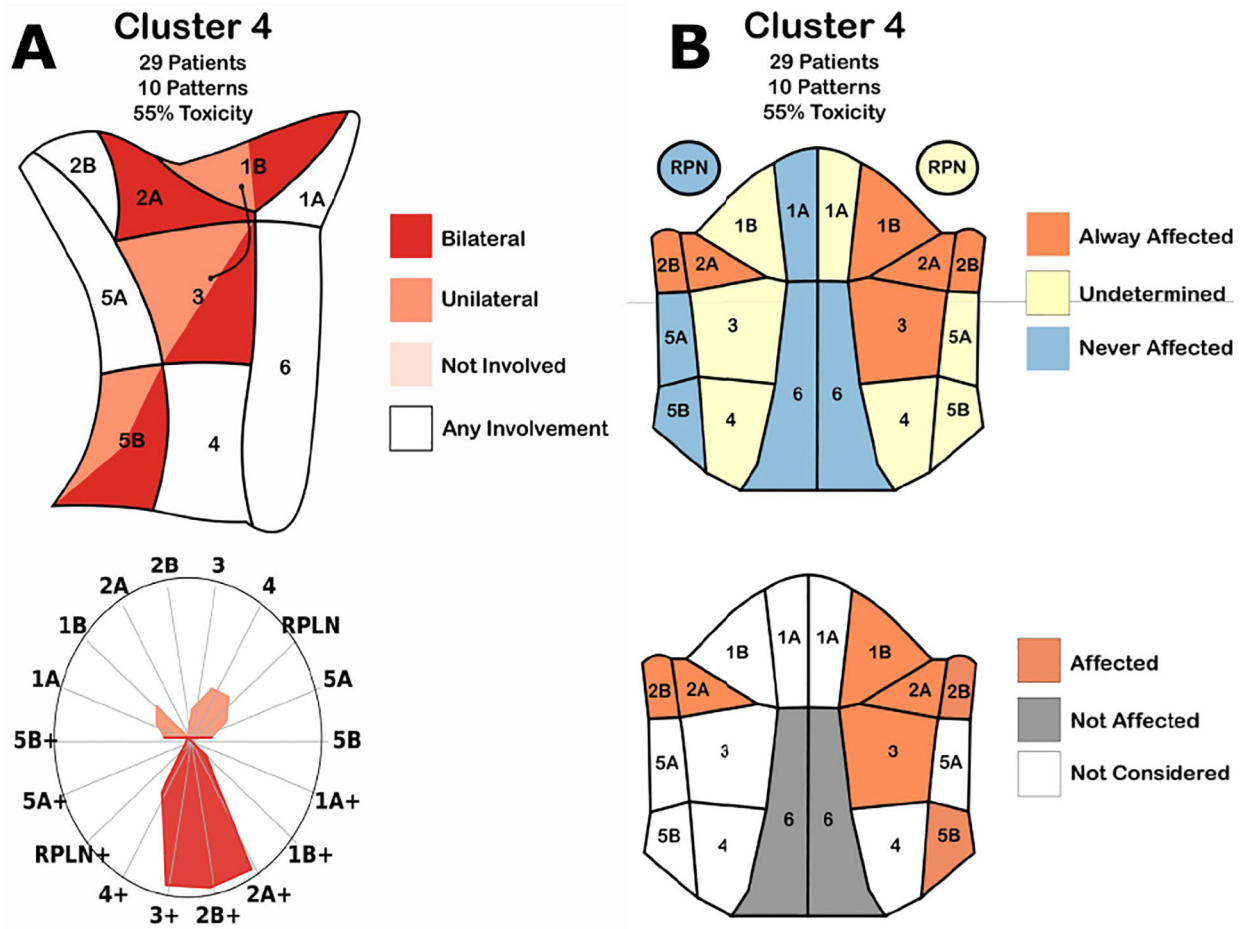 A
Cluster 4
29 Patients
10 Patterns
55% Toxicity
2B
1B
2A
1A
5A
3
6
5B
4
Bilateral
Unilateral
Not Involved
Any Involvement
2B
3
2A
4
1B
RPLN
1A
5A
5B+
5B
5A+
1A+
RPLN+
1B+
4+
2A+
3+
2B+
B
Cluster 4
29 Patients
10 Patterns
55% Toxicity
RPN
RPN
1B
1A
1A
1B
2B
2A
2A
2B
5A
3
3
5A
6
6
5B
4
4
5B
Alway Affected
Undetermined
Never Affected
1B
1A
1A
1B
2B
2A
2A
2B
5A
3
3
5A
6
6
5B
4
4
5B
Affected
Not Affected
Not Considered